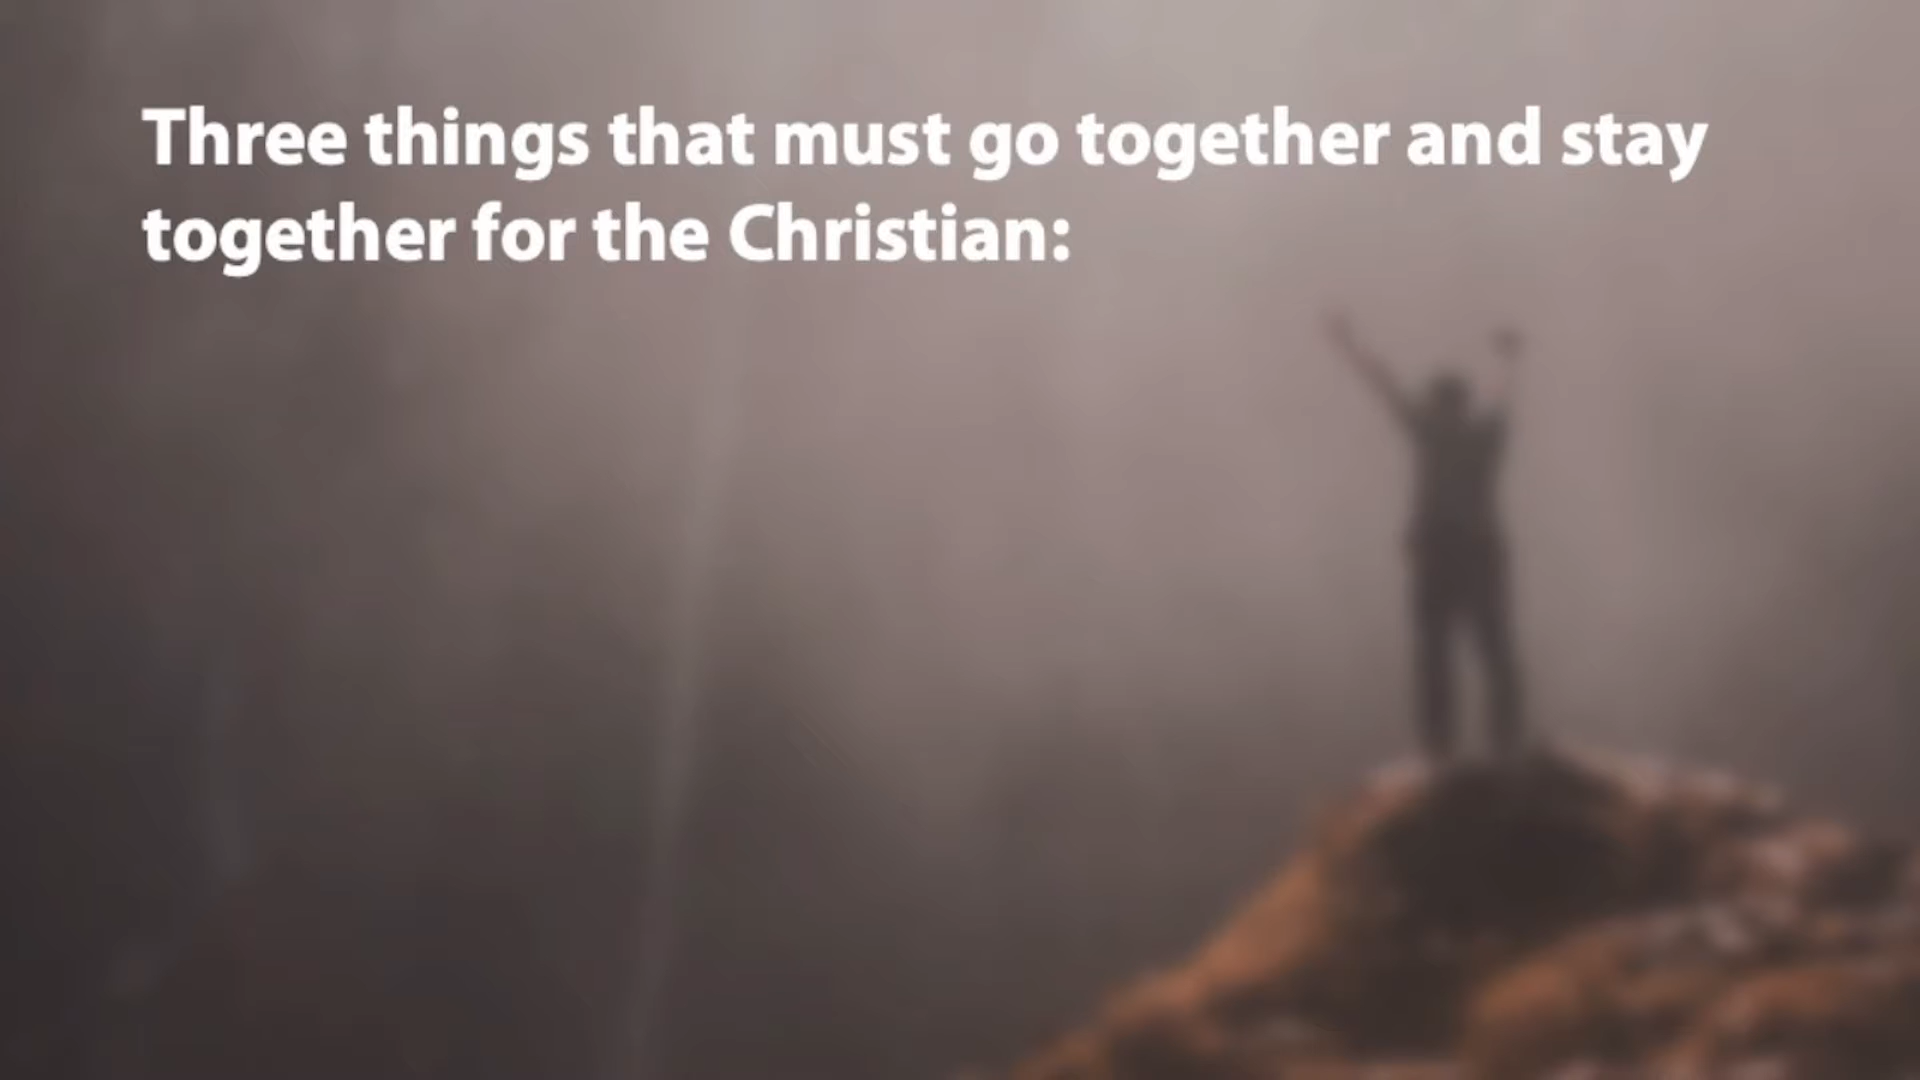 Three things that must go together and stay
together for the Christian: